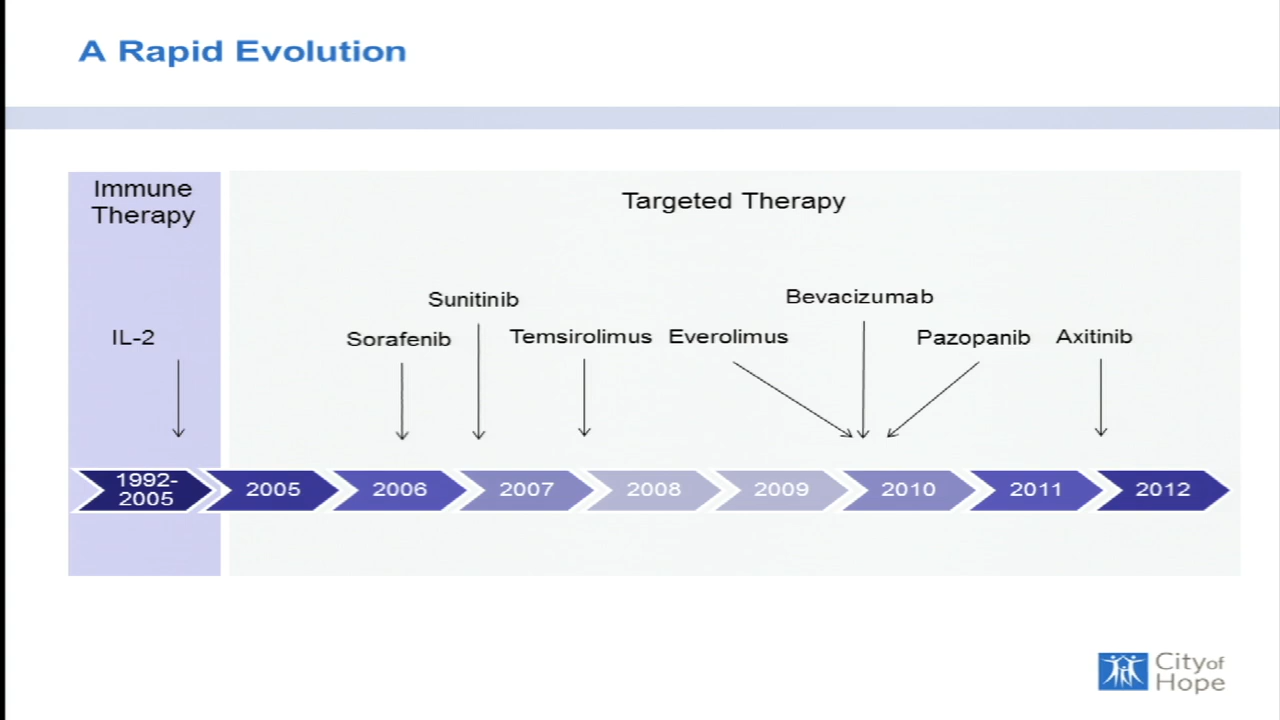 A Rapid Evolution
Immune
Therapy
Targeted Therapy
Sunitinib
Bevacizumab
IL-2
Sorafenib
Temsirolimus
Everolimus
Pazopanib
Axitinib
1992-
2005
2005
2006
2007
2008
2009
2010
2011
2012
City of
Hope